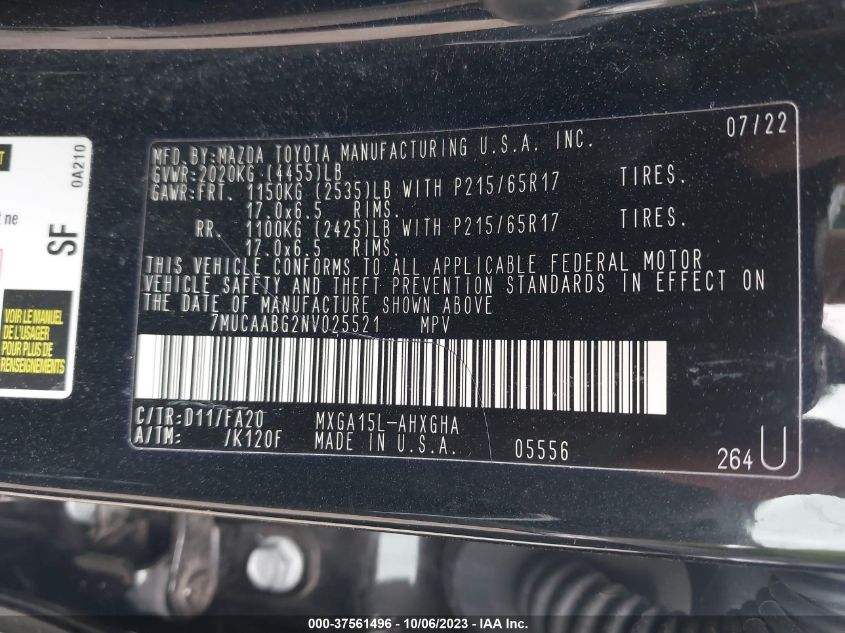 07/22
MFD.BY:MAZDA TOYOTA MANUFACTURING U.S.A. INC.
GVWR:2020KG (4455)LB
GAWR:FRT. 1150KG (2535)LB WITH P215/65R17 TIRES.
17.0x6.5 RIMS.
RR. 1100KG (2425)LB WITH P215/65R17 TIRES.
17.0x6.5 RIMS.
THIS VEHICLE CONFORMS TO ALL APPLICABLE FEDERAL MOTOR
VEHICLE SAFETY AND THEFT PREVENTION STANDARDS IN EFFECT ON
THE DATE OF MANUFACTURE SHOWN ABOVE
7MUCAABG2NV025521 MPV
C/TR:D11/FA20 MXGA15L-AHXGHA
A/TM: /K120F MADE IN U.S.A. 05556
264 U
0A210
ne
SF
VOIR LE MANUEL
DE L'USAGER
POUR PLUS DE
RENSEIGNEMENTS
000-37561496 - 10/06/2023 - IAA Inc.